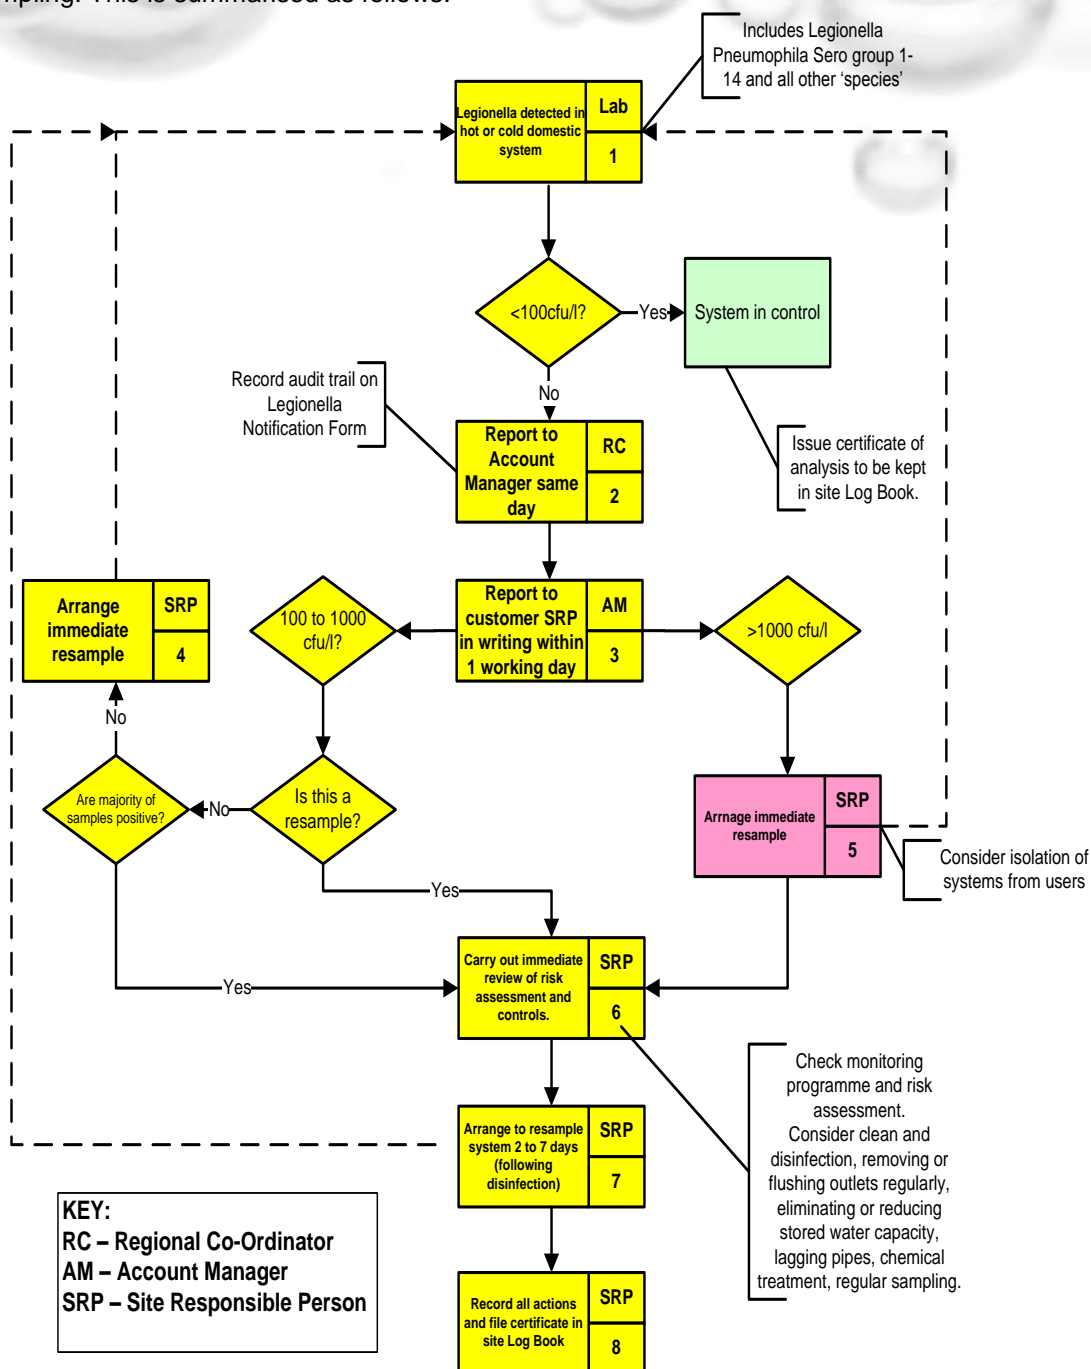 This is summarised as follows:
Includes Legionella
Pneumophila Sero group 1-
14 and all other ‘species’
Legionella detected in
hot or cold domestic
system
Lab
1
<100cfu/l?
Yes
System in control
No
Record audit trail on
Legionella
Notification Form
Issue certificate of
analysis to be kept
in site Log Book.
Report to
Account
Manager same
day
RC
2
Arrange
immediate
resample
SRP
4
100 to 1000
cfu/l?
Report to
customer SRP
in writing within
1 working day
AM
3
>1000 cfu/l
No
Are majority of
samples positive?
No
Is this a
resample?
Arrnage immediate
resample
SRP
5
Consider isolation of
systems from users
Yes
Yes
Carry out immediate
review of risk
assessment and
controls.
SRP
6
Check monitoring
programme and risk
assessment.
Consider clean and
disinfection, removing or
flushing outlets regularly,
eliminating or reducing
stored water capacity,
lagging pipes, chemical
treatment, regular sampling.
Arrange to resample
system 2 to 7 days
(following
disinfection)
SRP
7
KEY:
RC – Regional Co-Ordinator
AM – Account Manager
SRP – Site Responsible Person
Record all actions
and file certificate in
site Log Book
SRP
8